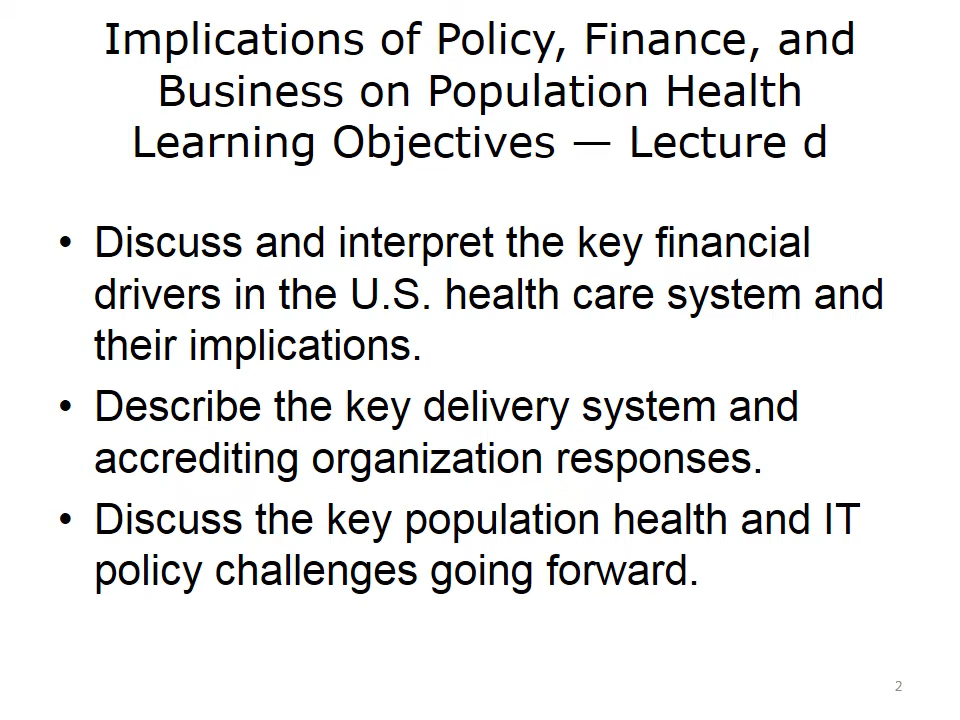 Implications of Policy, Finance, and
Business on Population Health
Learning Objectives — Lecture d
• Discuss and interpret the key financial
drivers in the U.S. health care system and
their implications.
• Describe the key delivery system and
accrediting organization responses.
• Discuss the key population health and IT
policy challenges going forward.
2